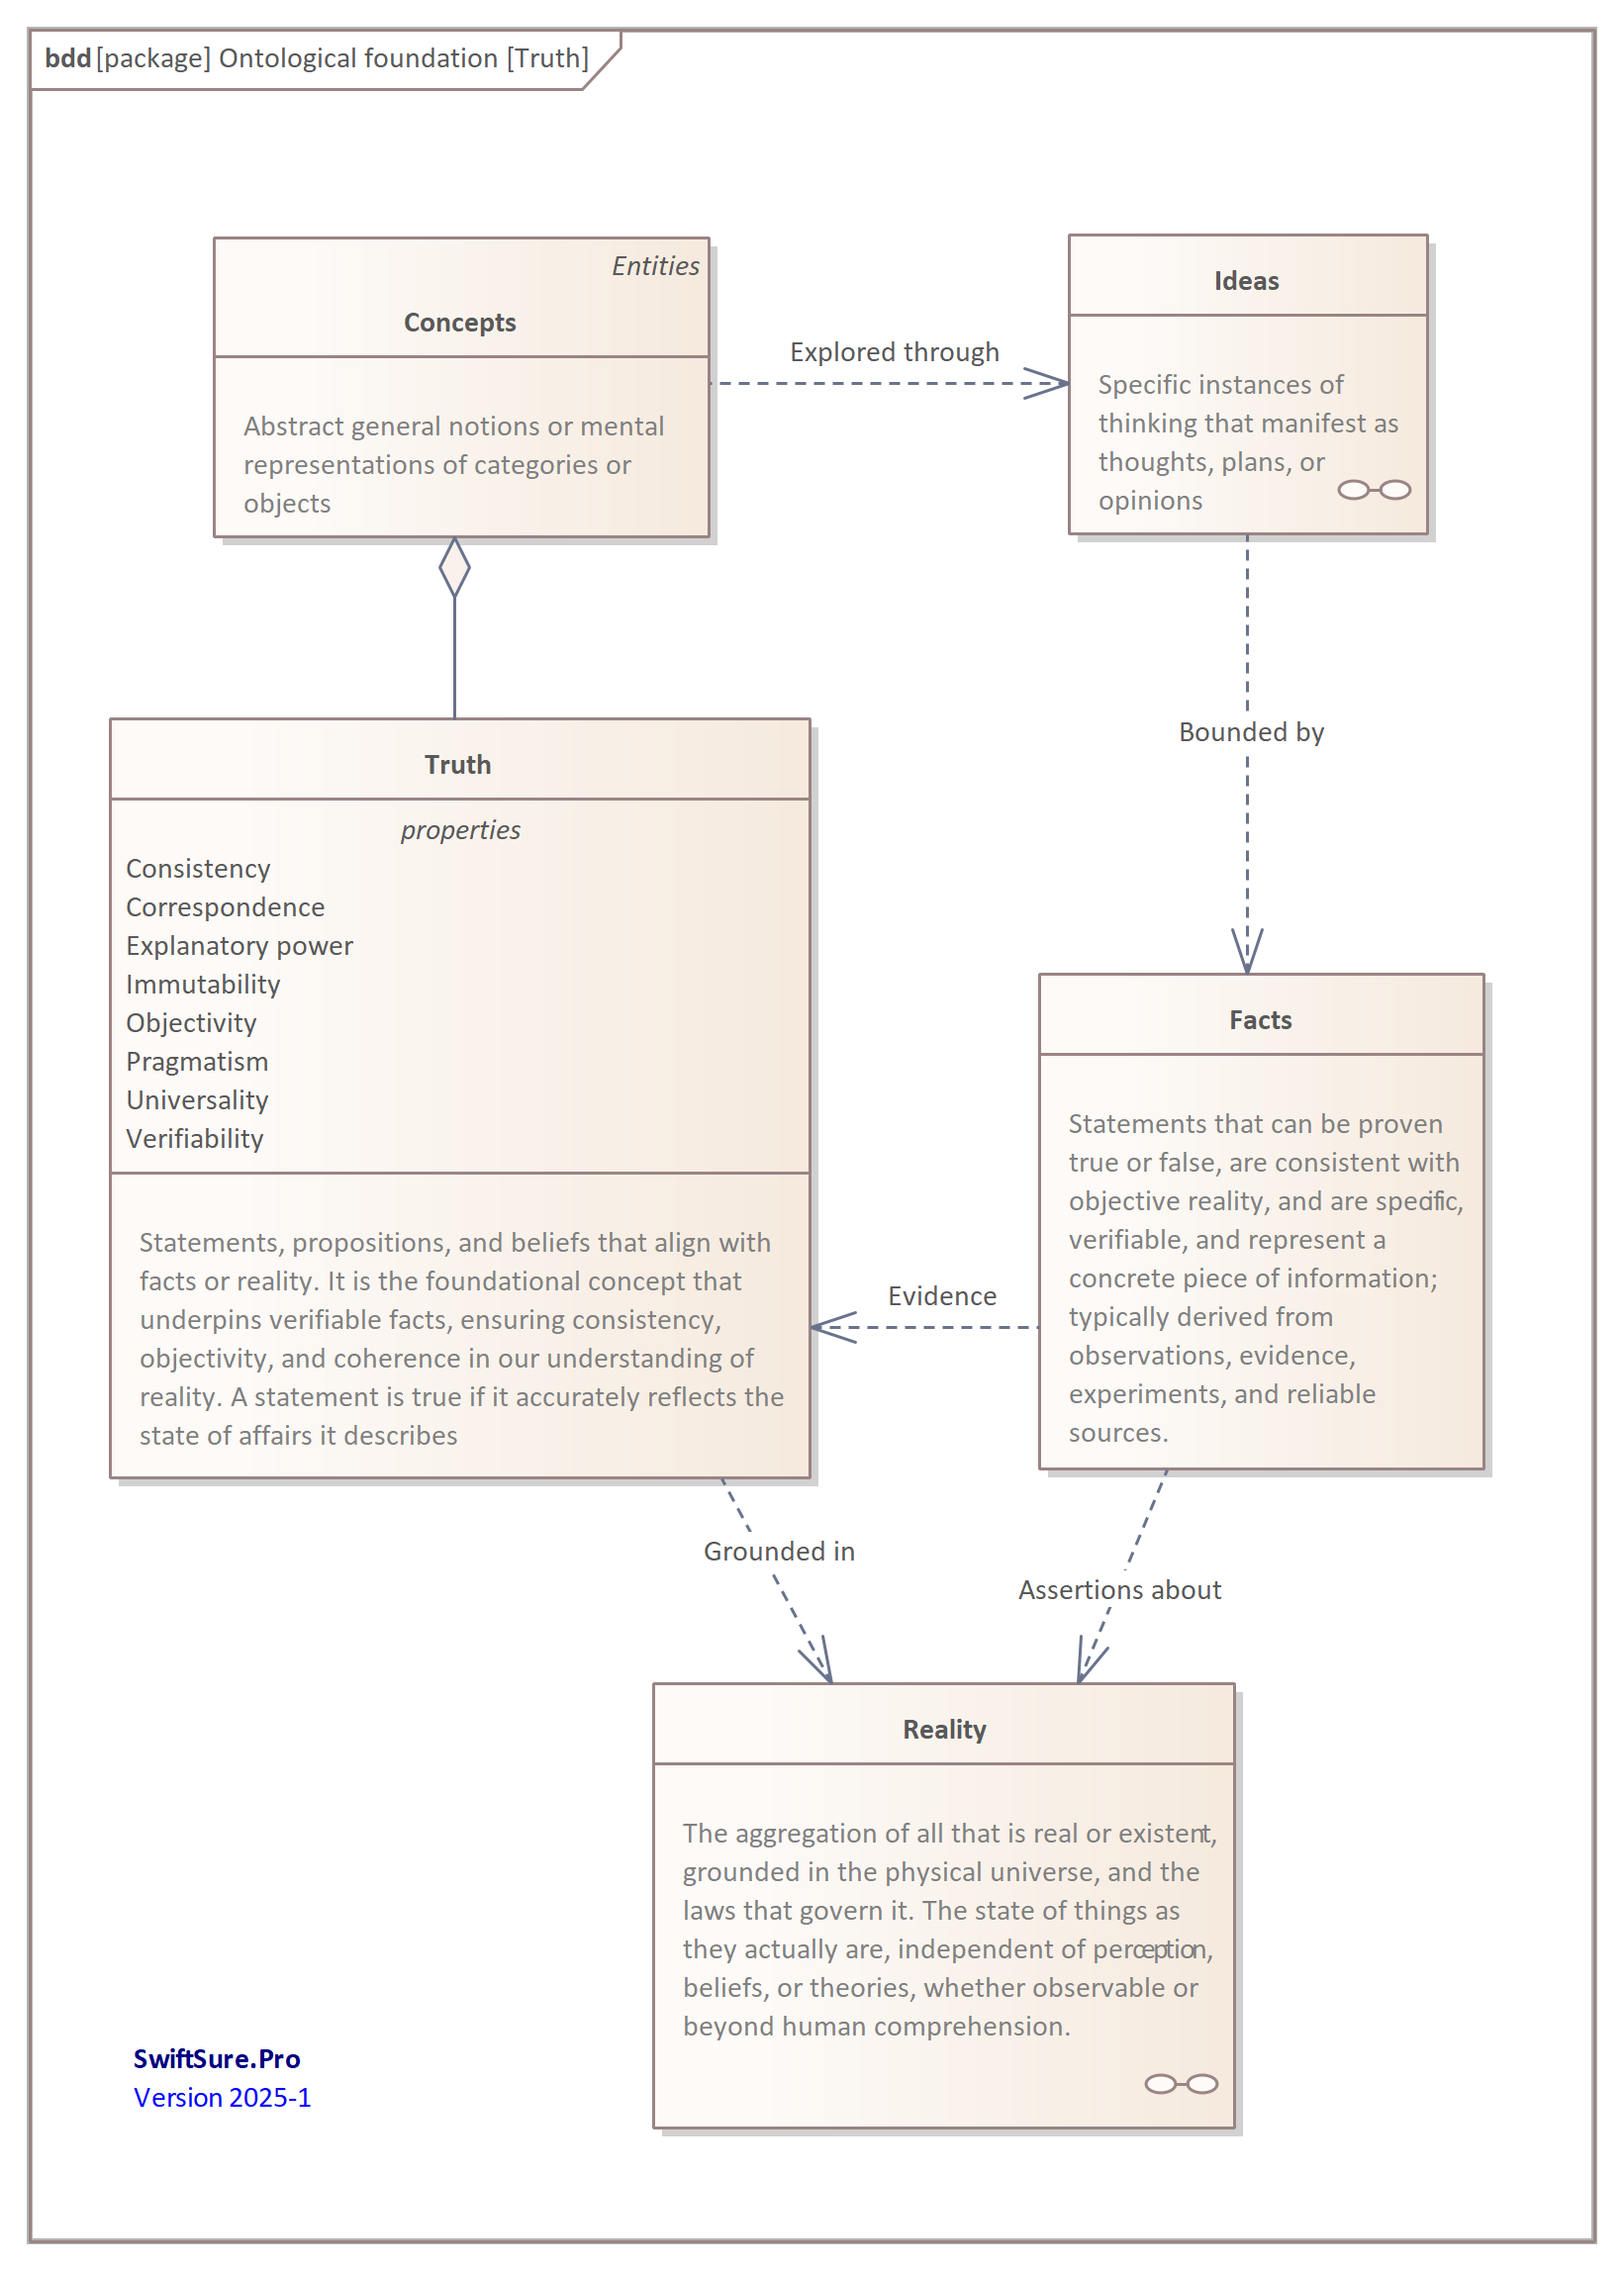 bdd [package] Ontological foundation [Truth]
Entities
Concepts
Abstract general notions or mental
representations of categories or
objects
Explored through
Ideas
Specific instances of
thinking that manifest as
thoughts, plans, or
opinions
Bounded by
Truth
properties
Consistency
Correspondence
Explanatory power
Immutability
Objectivity
Pragmatism
Universality
Verifiability
Statements, propositions, and beliefs that align with
facts or reality. It is the foundational concept that
underpins verifiable facts, ensuring consistency,
objectivity, and coherence in our understanding of
reality. A statement is true if it accurately reflects the
state of affairs it describes
Evidence
Facts
Statements that can be proven
true or false, are consistent with
objective reality, and are specific,
verifiable, and represent a
concrete piece of information;
typically derived from
observations, evidence,
experiments, and reliable
sources.
Grounded in
Assertions about
Reality
The aggregation of all that is real or existent,
grounded in the physical universe, and the
laws that govern it. The state of things as
they actually are, independent of perception,
beliefs, or theories, whether observable or
beyond human comprehension.
SwiftSure.Pro
Version 2025-1